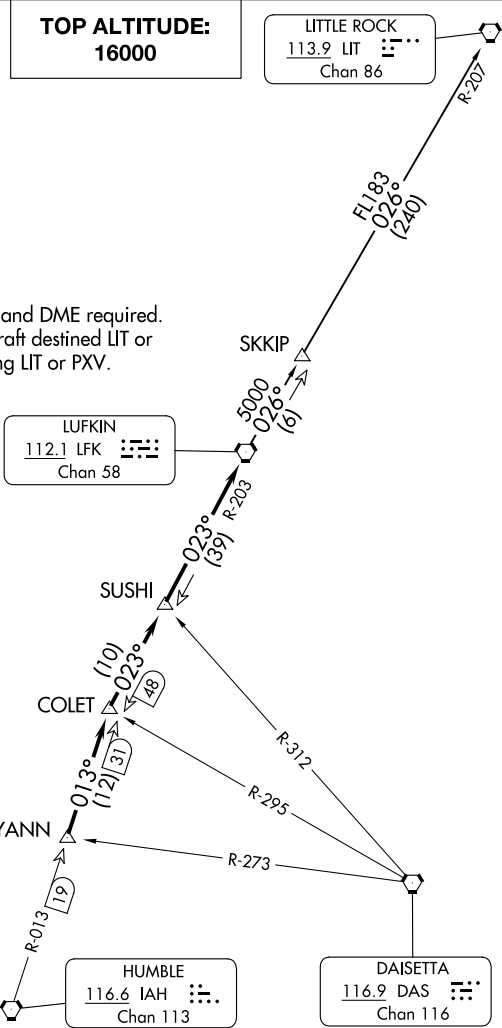 TOP ALTITUDE:
16000
LITTLE ROCK
113.9 LIT
Chan 86
R-207
FL183
026°
(240)
and DME required.
raft destined LIT or
ng LIT or PXV.
SKKIP
5000
026°
(6)
LUFKIN
112.1 LFK
Chan 58
R-203
023°
(39)
SUSHI
(10)
023°
48
COLET
31
013°
(12)
R-312
R-295
YANN
R-273
19
R-013
HUMBLE
116.6 IAH
Chan 113
DAISETTA
116.9 DAS
Chan 116